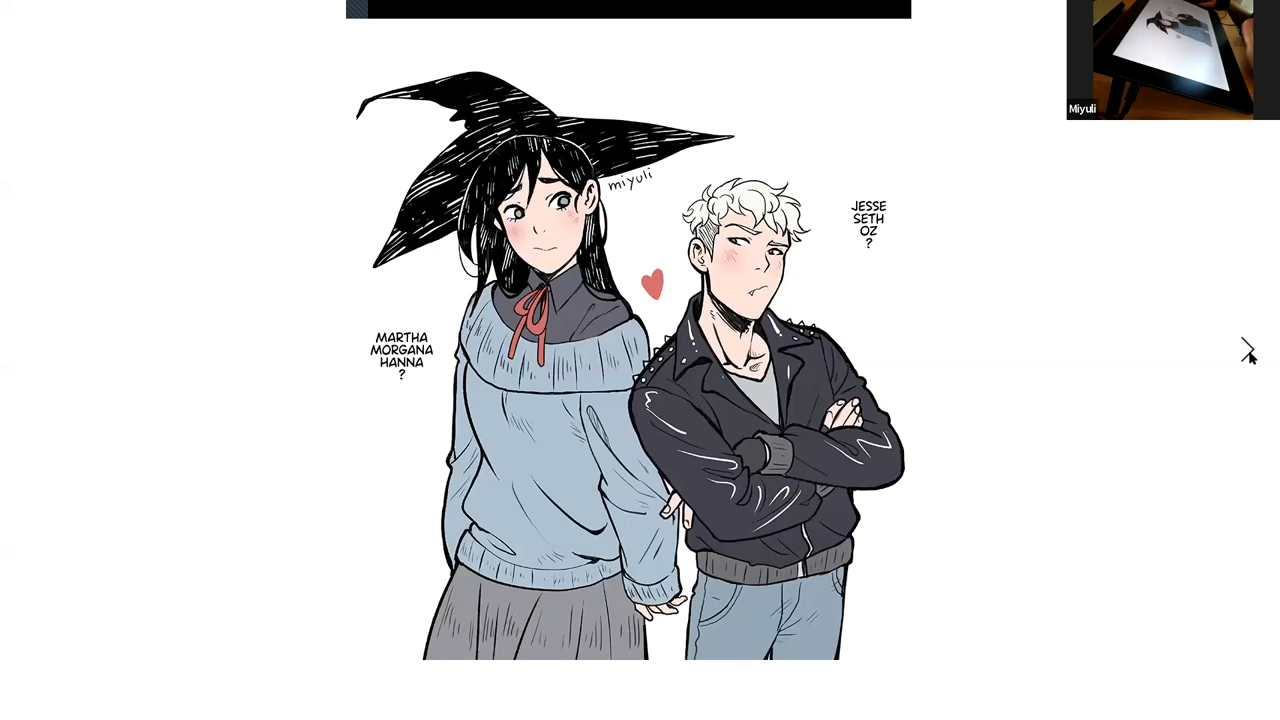 Miyuli
miyuli
JESSE
SETH
OZ
?
MARTHA
MORGANA
HANNA
?